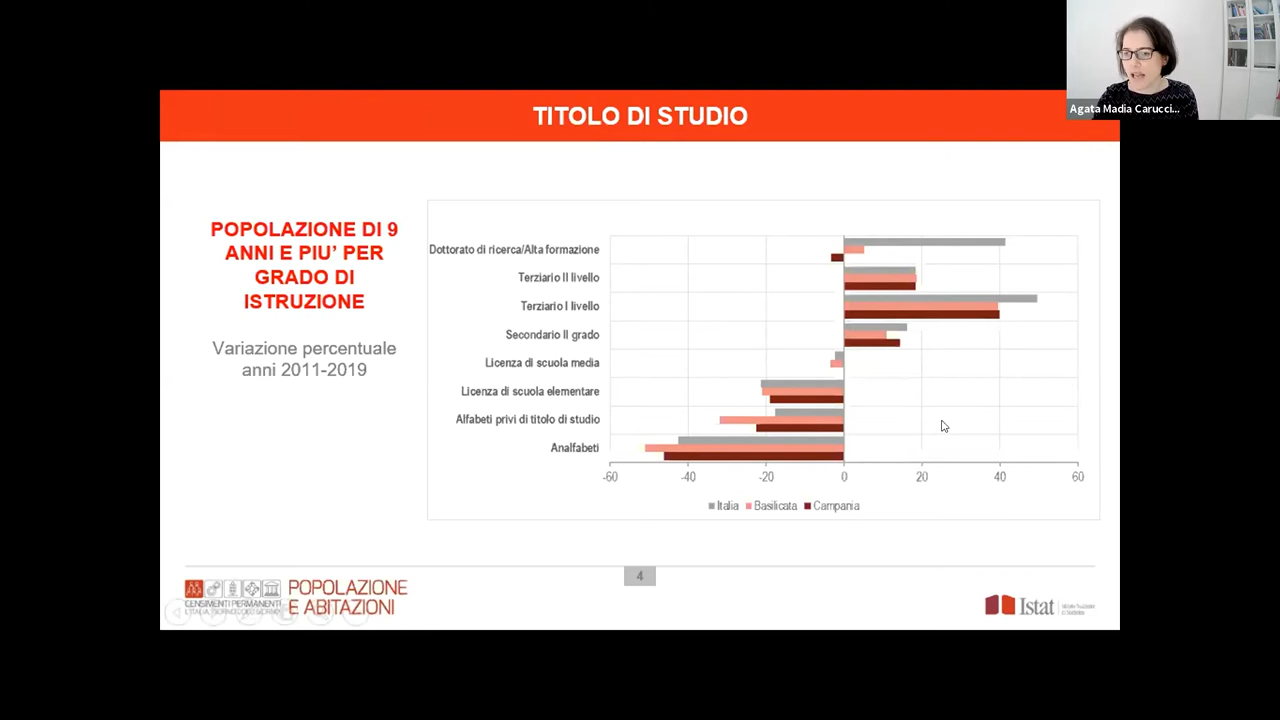 Agata Madia Carucci...
TITOLO DI STUDIO
POPOLAZIONE DI 9
ANNI E PIU' PER
GRADO DI
ISTRUZIONE
Variazione percentuale
anni 2011-2019
Dottorato di ricerca/Alta formazione
Terziario II livello
Terziario I livello
Secondario II grado
Licenza di scuola media
Licenza di scuola elementare
Alfabeti privi di titolo di studio
Analfabeti
-60 -40 -20 0 20 40 60
Italia Basilicata Campania
4
CENSIMENTI PERMANENTI
POPOLAZIONE
E ABITAZIONI
Istat